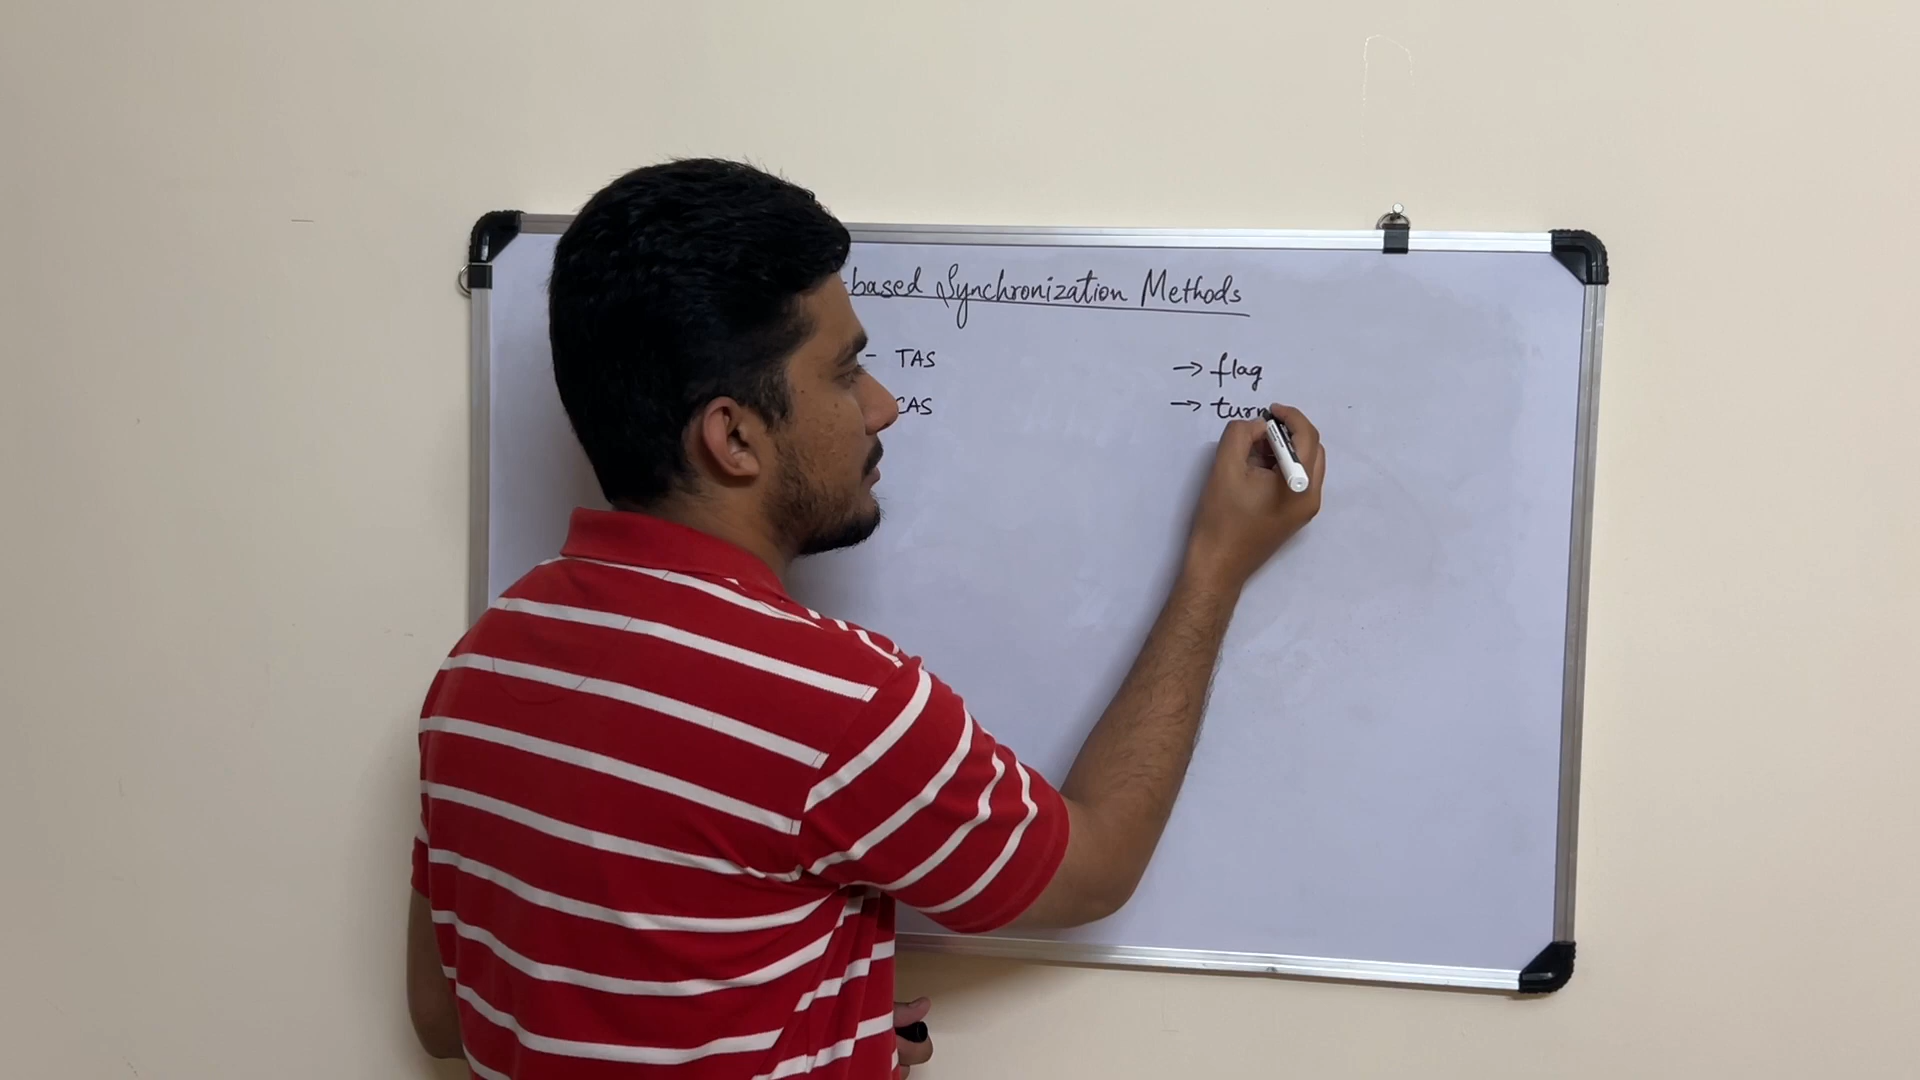 -based Synchronization Methods
- TAS
→ flag
CAS
→ turn